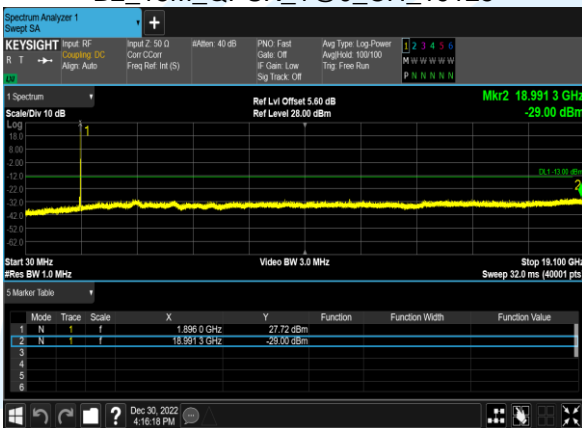 Spectrum Analyzer 1
Swept SA
+
KEYSIGHT Input: RF Input Z: 50 Ω #Atten: 40 dB PNO: Fast Avg Type: Log-Power 1 2 3 4 5 6
R T Coupling: DC Corr CCorr Gate: Off Avg|Hold: 100/100 M W W W W W
Align: Auto Freq Ref: Int (S) IF Gain: Low Trig: Free Run
Sig Track: Off P N N N N N
LW
1 Spectrum Ref Lvl Offset 5.60 dB Mkr2 18.991 3 GHz
Scale/Div 10 dB Ref Level 28.00 dBm -29.00 dBm
Log
18.0
8.00
-2.00
-12.0
-22.0
-32.0
-42.0
-52.0
-62.0
1
DL1 -13.00 dBm
2
Start 30 MHz Video BW 3.0 MHz Stop 19.100 GHz
#Res BW 1.0 MHz Sweep 32.0 ms (40001 pts
5 Marker Table
Mode Trace Scale X Y Function Function Width Function Value
1 N 1 f 1.896 0 GHz 27.72 dBm
2 N 1 f 18.991 3 GHz -29.00 dBm
3
4
5
6
? Dec 30, 2022
4:16:18 PM